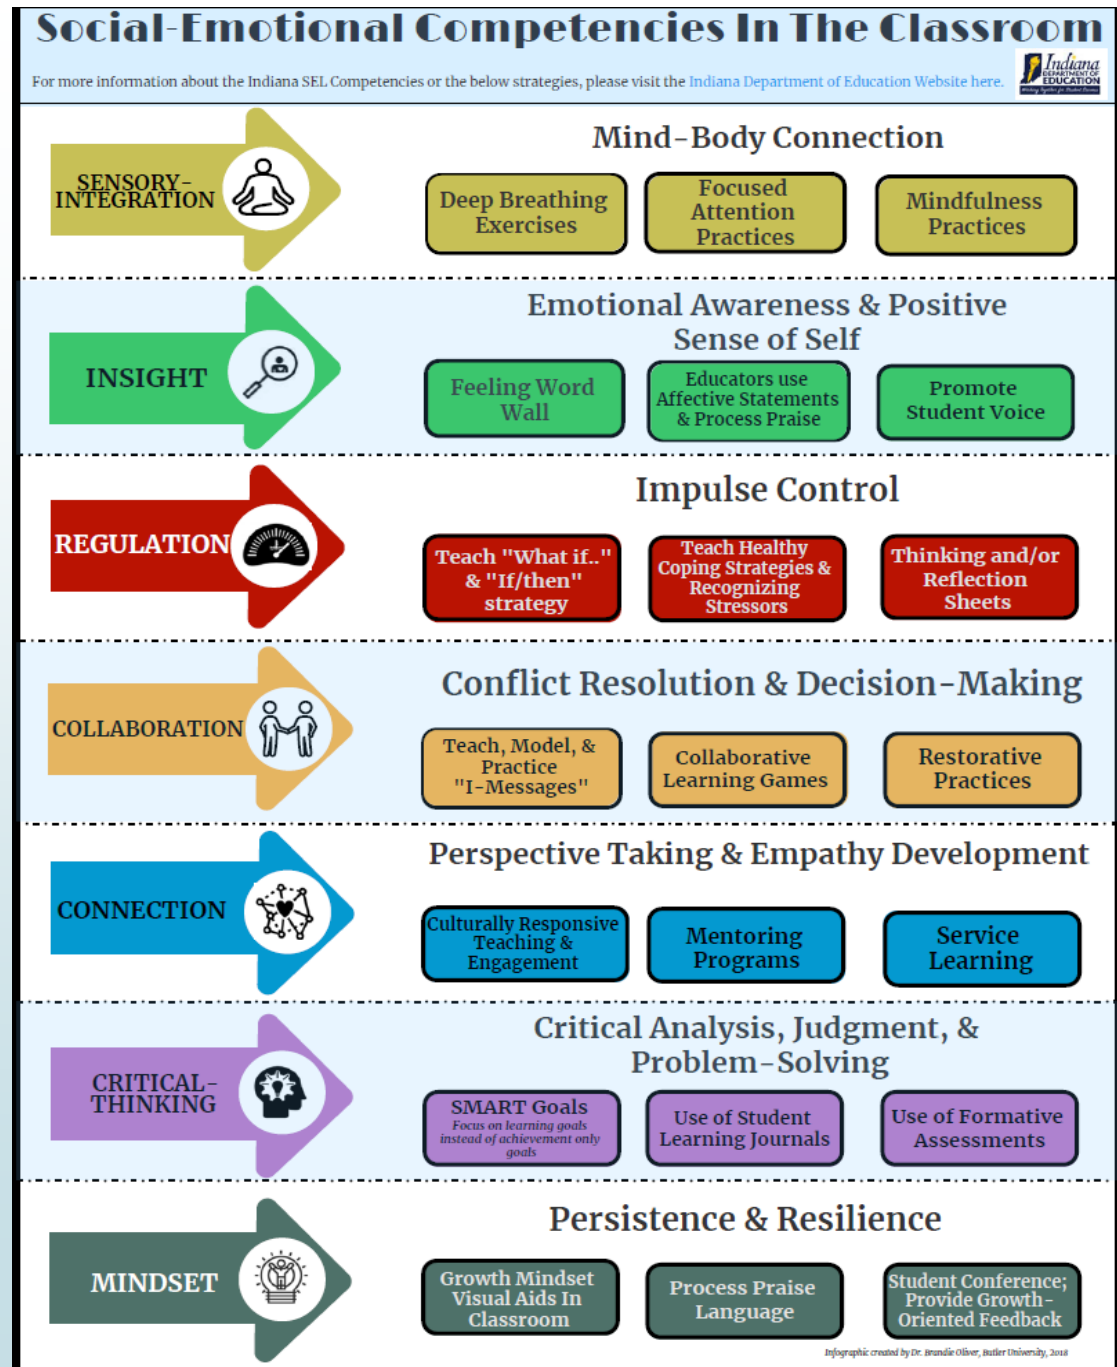 Social-Emotional Competencies In The Classroom
For more information about the Indiana SEL Competencies or the below strategies, please visit the Indiana Department of Education Website here.
Indiana
DEPARTMENT OF
EDUCATION
Working Together for Student Success
SENSORY-
INTEGRATION
Mind-Body Connection
Deep Breathing
Exercises
Focused
Attention
Practices
Mindfulness
Practices
INSIGHT
Emotional Awareness & Positive
Sense of Self
Feeling Word
Wall
Educators use
Affective Statements
& Process Praise
Promote
Student Voice
REGULATION
Impulse Control
Teach "What if.."
& "If/then"
strategy
Teach Healthy
Coping Strategies &
Recognizing
Stressors
Thinking and/or
Reflection
Sheets
COLLABORATION
Conflict Resolution & Decision-Making
Teach, Model, &
Practice
"I-Messages"
Collaborative
Learning Games
Restorative
Practices
CONNECTION
Perspective Taking & Empathy Development
Culturally Responsive
Teaching &
Engagement
Mentoring
Programs
Service
Learning
CRITICAL-
THINKING
Critical Analysis, Judgment, &
Problem-Solving
SMART Goals
Focus on learning goals
instead of achievement only
goals
Use of Student
Learning Journals
Use of Formative
Assessments
MINDSET
Persistence & Resilience
Growth Mindset
Visual Aids In
Classroom
Process Praise
Language
Student Conference;
Provide Growth-
Oriented Feedback
Infographic created by Dr. Brandie Oliver, Butler University, 2018